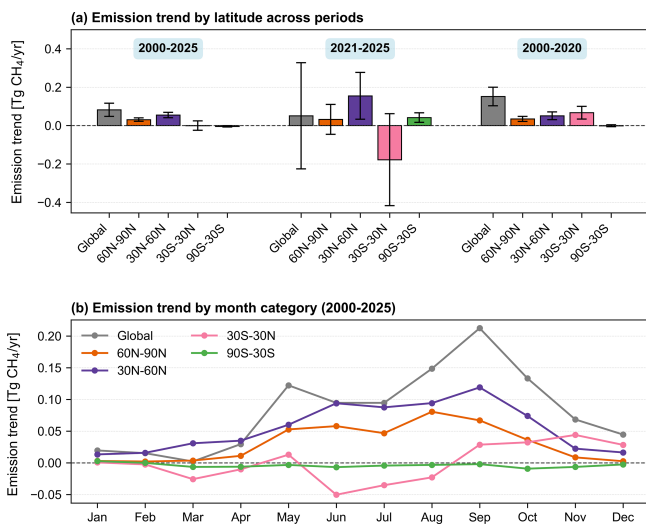 (a) Emission trend by latitude across periods
Emission trend [Tg CH₄/yr]
0.4
0.2
0.0
−0.2
−0.4
2000-2025
2021-2025
2000-2020
Global
60N-90N
30N-60N
30S-30N
90S-30S
Global
60N-90N
30N-60N
30S-30N
90S-30S
Global
60N-90N
30N-60N
30S-30N
90S-30S
(b) Emission trend by month category (2000-2025)
Emission trend [Tg CH₄/yr]
0.20
0.15
0.10
0.05
0.00
−0.05
Global
60N-90N
30N-60N
30S-30N
90S-30S
Jan Feb Mar Apr May Jun Jul Aug Sep Oct Nov Dec